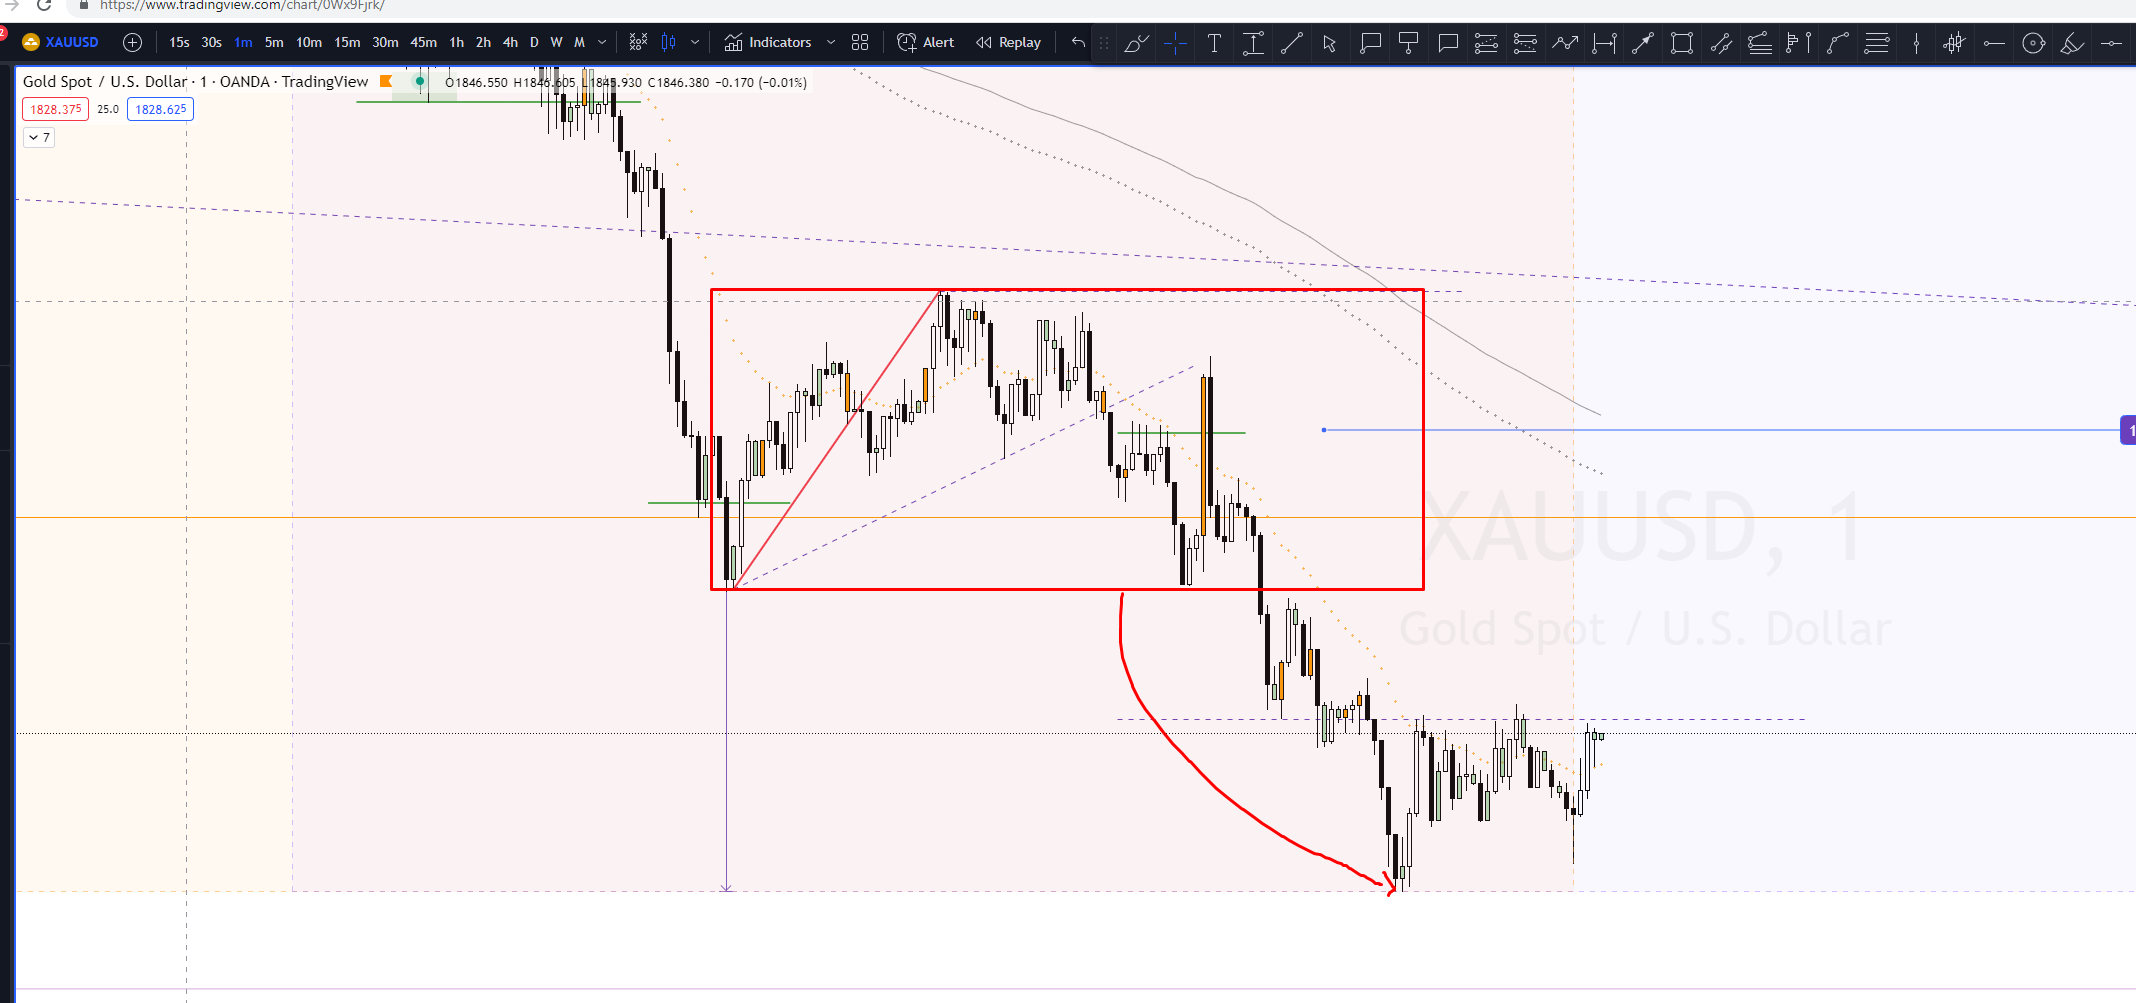 https://www.tradingview.com/chart/0Wx9Fjrk/
2
XAUUSD 15s 30s 1m 5m 10m 15m 30m 45m 1h 2h 4h D W M Indicators Alert Replay
Gold Spot / U.S. Dollar · 1 · OANDA · TradingView O1846.550 H1846.605 L1845.930 C1846.380 −0.170 (−0.01%)
1828.375 25.0 1828.625
7
1
XAUUSD, 1
Gold Spot / U.S. Dollar